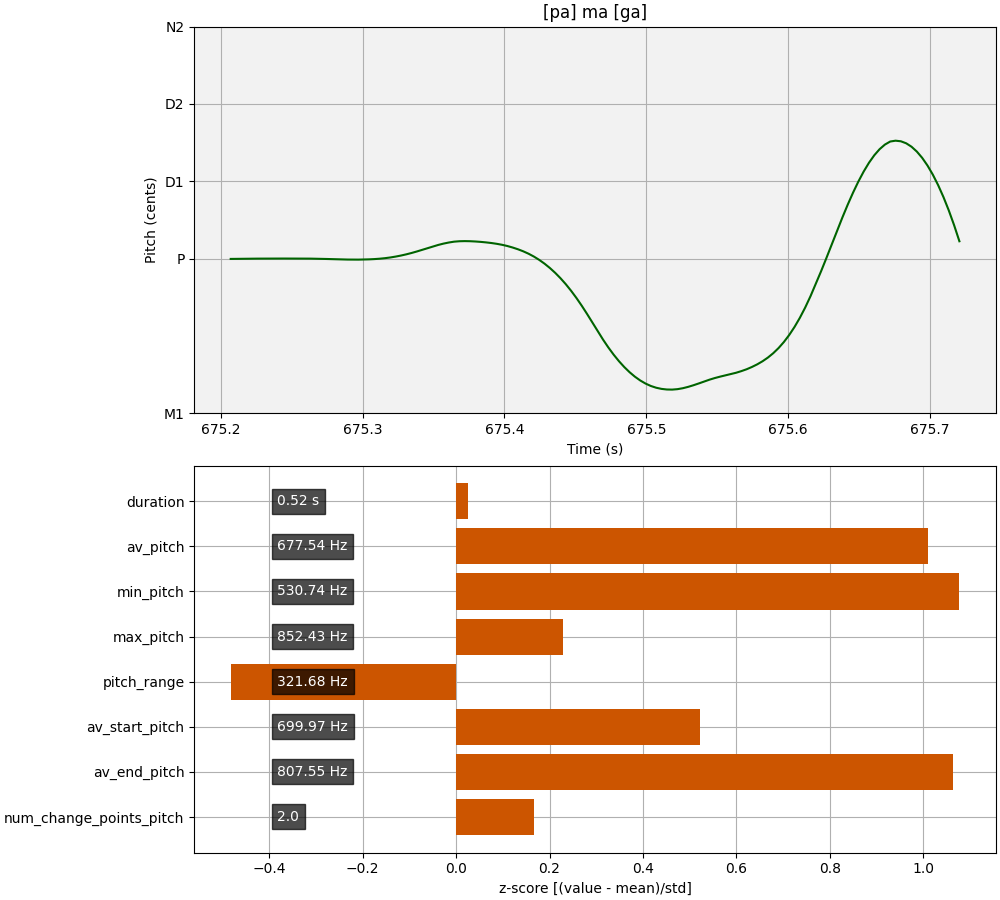 [pa] ma [ga]
N2
D2
D1
P
M1
Pitch (cents)
675.2 675.3 675.4 675.5 675.6 675.7
Time (s)
duration 0.52 s
av_pitch 677.54 Hz
min_pitch 530.74 Hz
max_pitch 852.43 Hz
pitch_range 321.68 Hz
av_start_pitch 699.97 Hz
av_end_pitch 807.55 Hz
num_change_points_pitch 2.0
−0.4 −0.2 0.0 0.2 0.4 0.6 0.8 1.0
z-score [(value - mean)/std]